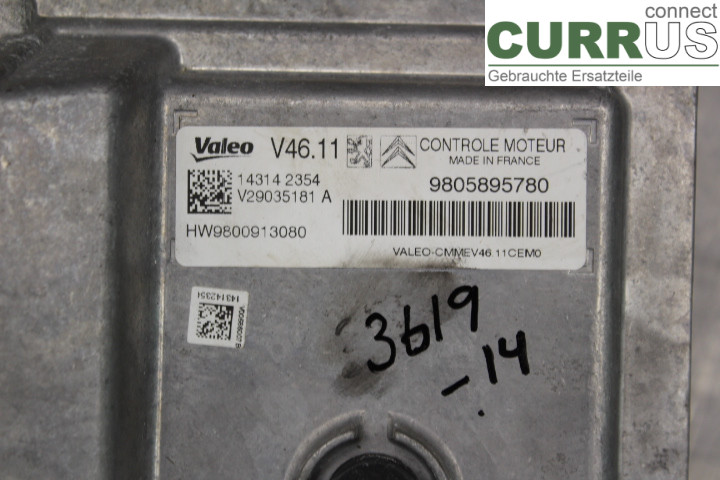 connect
CURRUS
Gebrauchte Ersatzteile
Valeo V46.11 CONTROLE MOTEUR
MADE IN FRANCE
14314 2354
V29035181 A
9805895780
HW9800913080
VALEO-CMMEV46.11CEM0
143142354
3619
-14